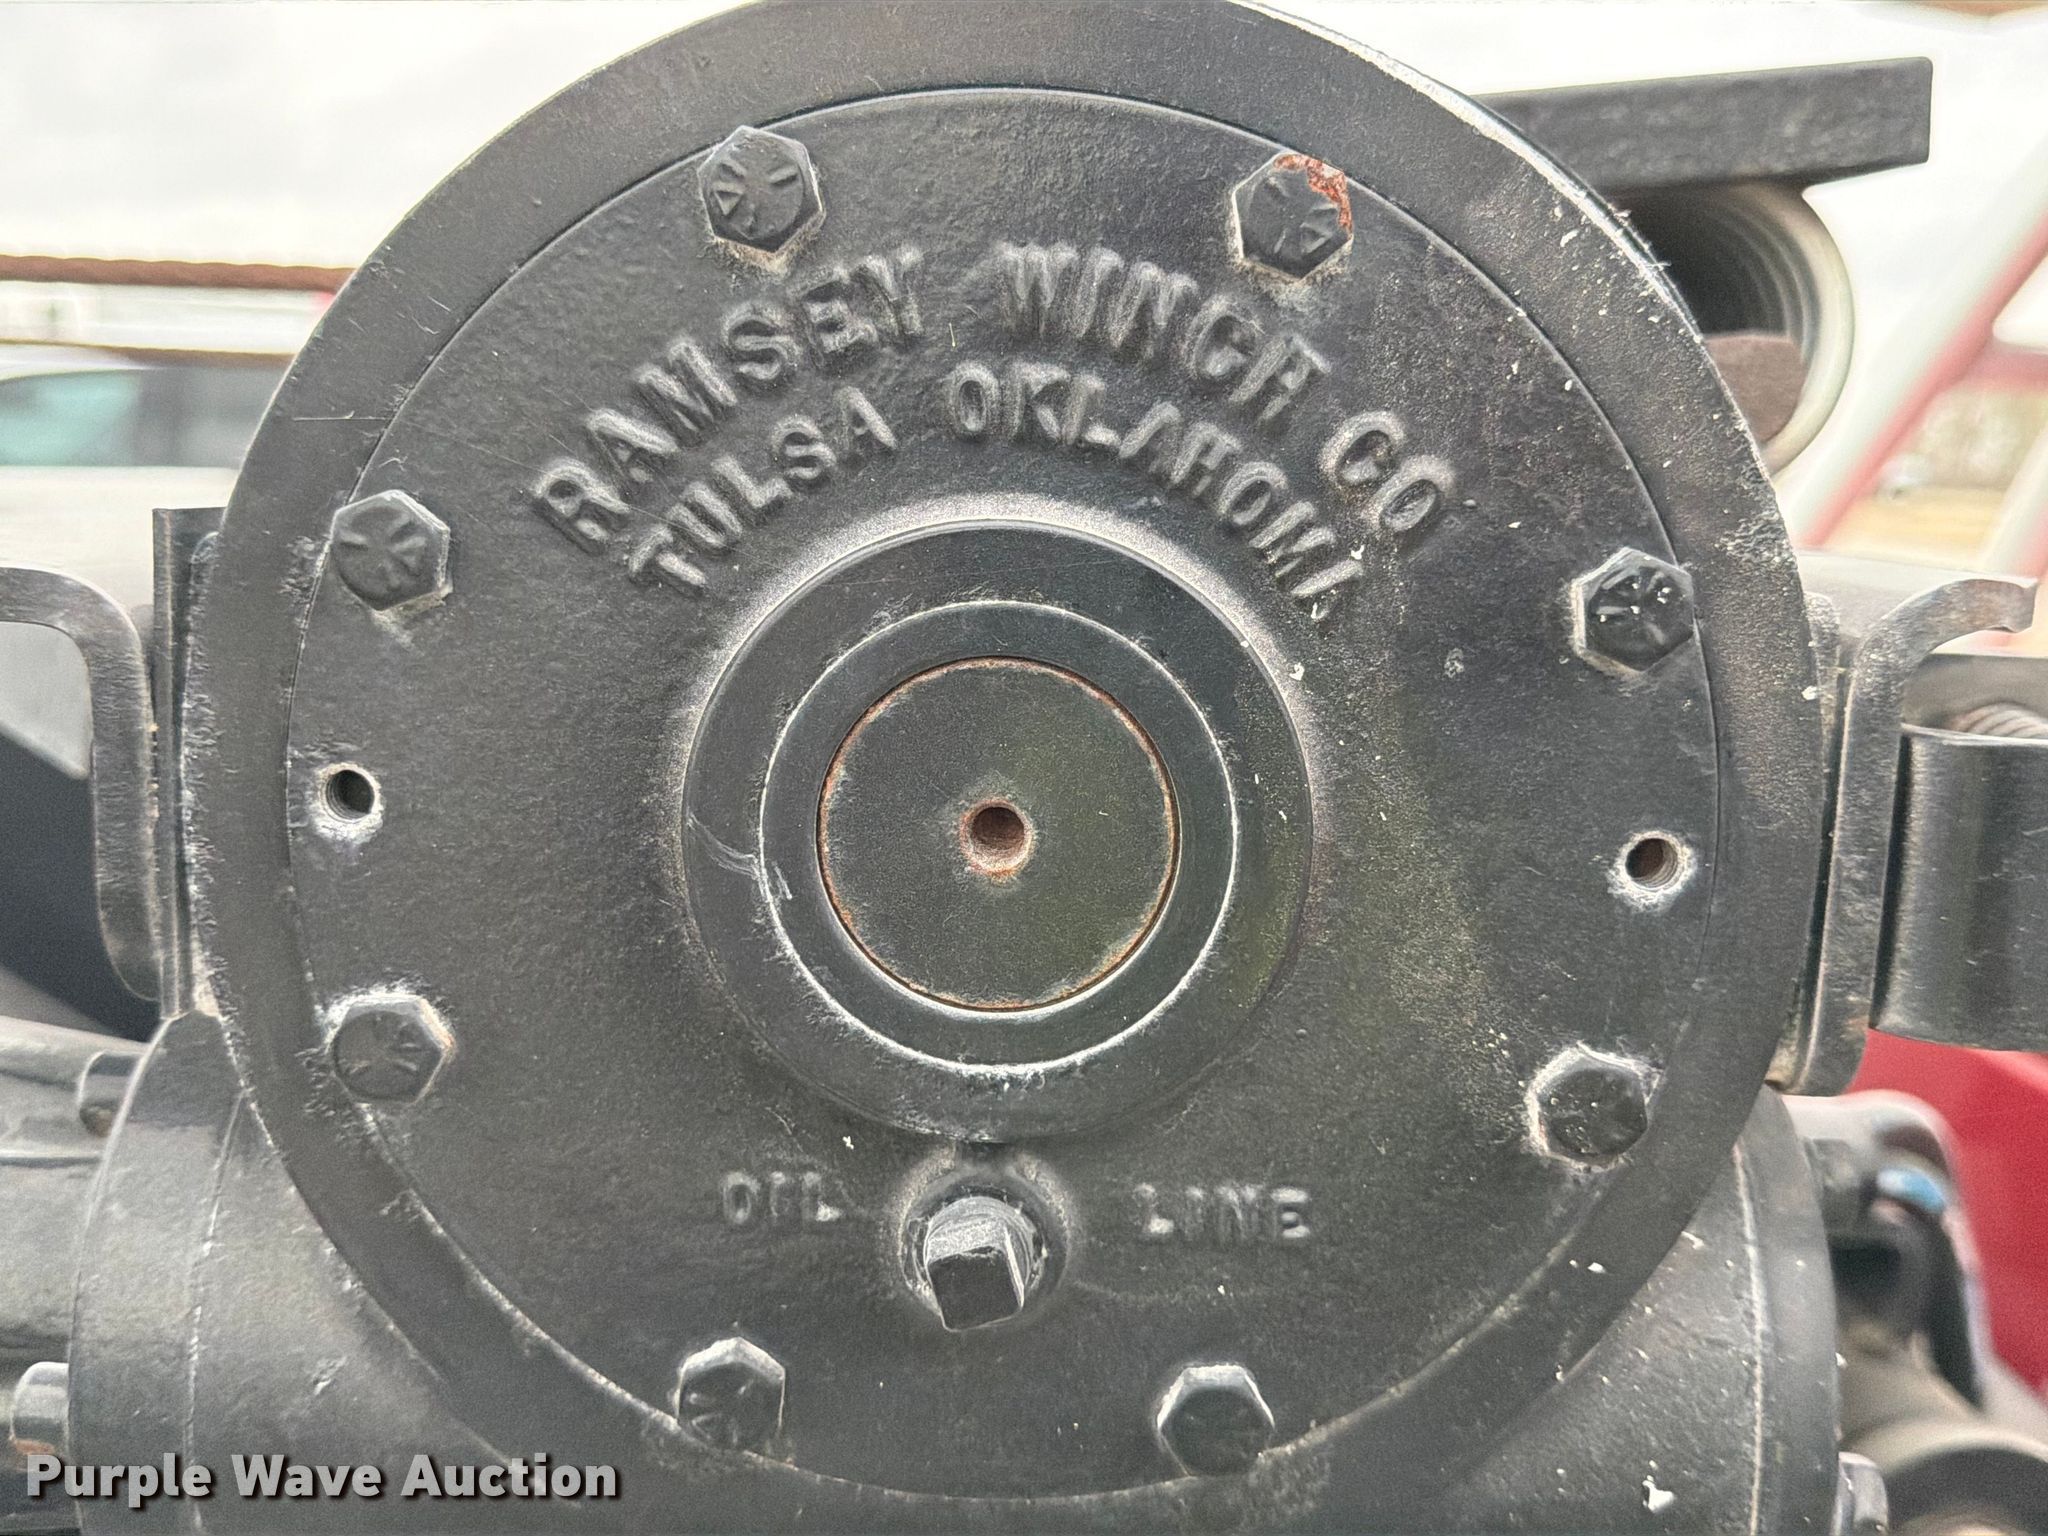 RAMSEY WINCH CO
TULSA OKLAHOMA
OIL LINE
Purple Wave Auction